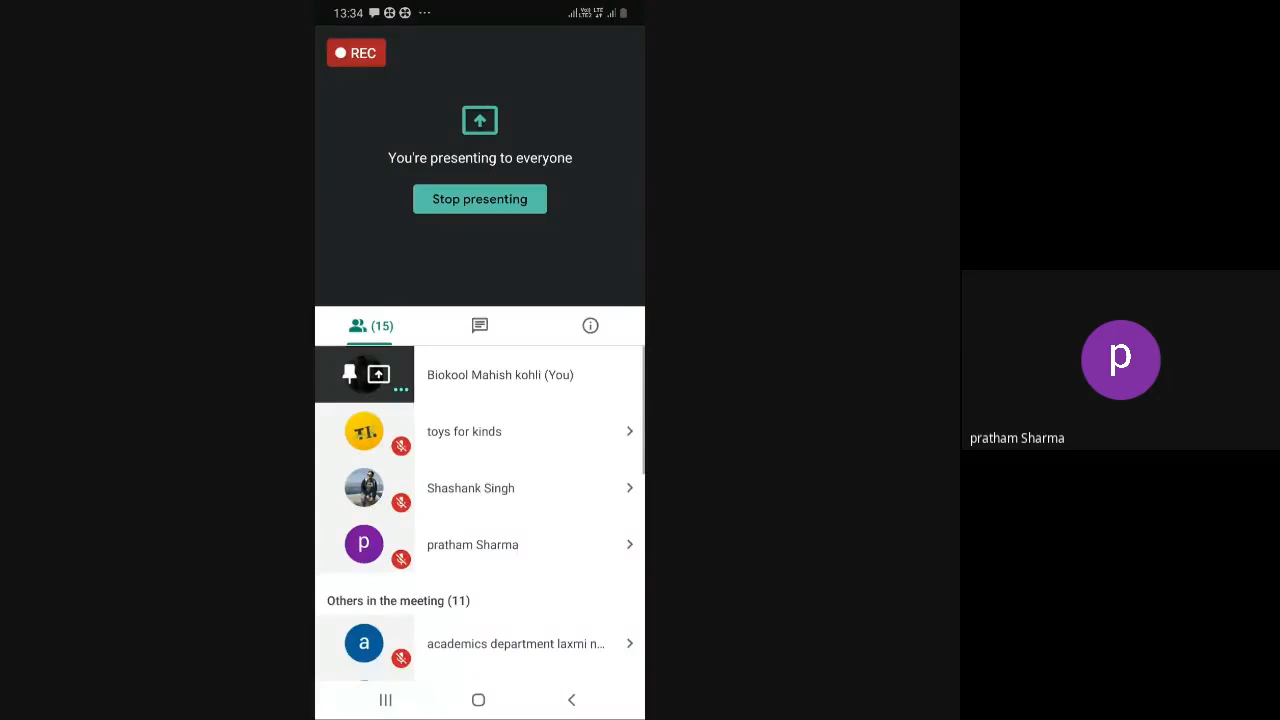 13:34
REC
You're presenting to everyone
Stop presenting
(15)
Biokool Mahish kohli (You)
toys for kinds
Shashank Singh
p
pratham Sharma
Others in the meeting (11)
a
academics department laxmi n...
p
pratham Sharma